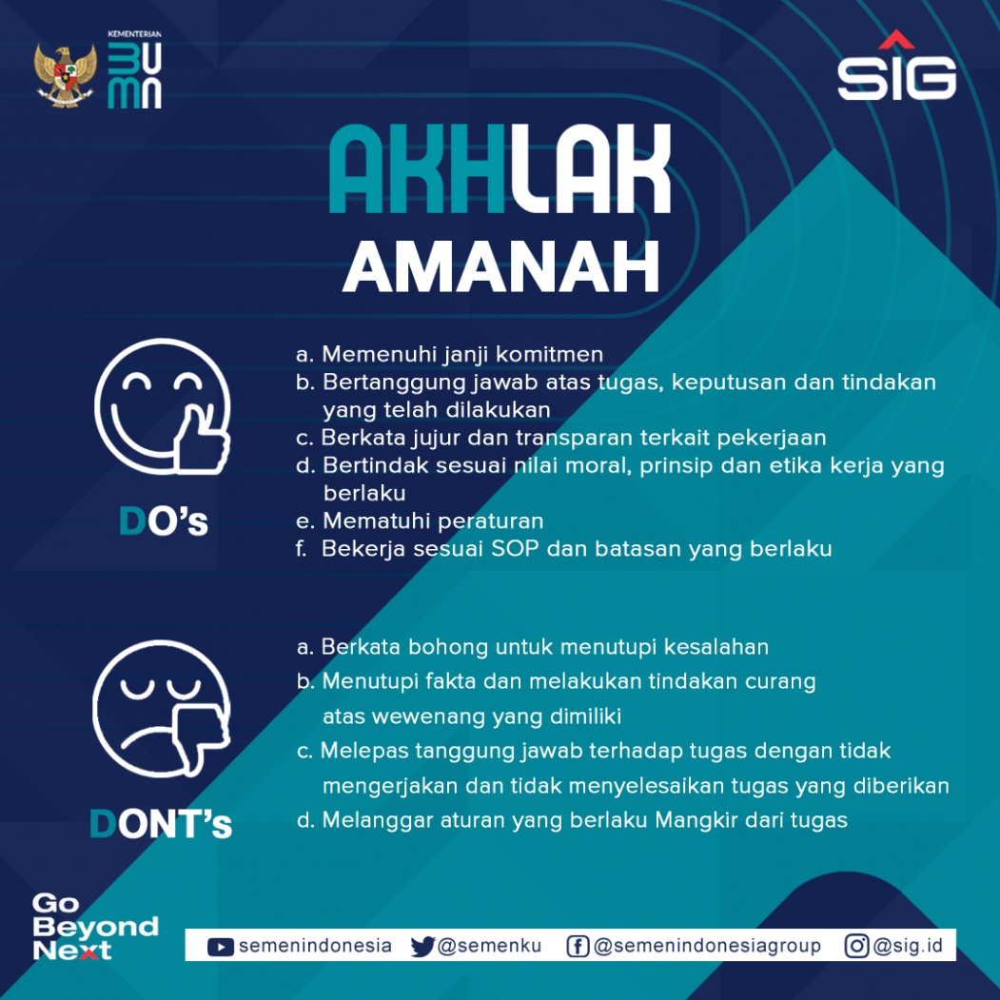 KEMENTERIAN
BUMN
SIG
AKHLAK
AMANAH
a. Memenuhi janji komitmen
b. Bertanggung jawab atas tugas, keputusan dan tindakan
yang telah dilakukan
c. Berkata jujur dan transparan terkait pekerjaan
d. Bertindak sesuai nilai moral, prinsip dan etika kerja yang
berlaku
e. Mematuhi peraturan
f. Bekerja sesuai SOP dan batasan yang berlaku
DO's
a. Berkata bohong untuk menutupi kesalahan
b. Menutupi fakta dan melakukan tindakan curang
atas wewenang yang dimiliki
c. Melepas tanggung jawab terhadap tugas dengan tidak
mengerjakan dan tidak menyelesaikan tugas yang diberikan
d. Melanggar aturan yang berlaku Mangkir dari tugas
DONT's
Go
Beyond
Next
semenindonesia @semenku @semenindonesiagroup @sig.id